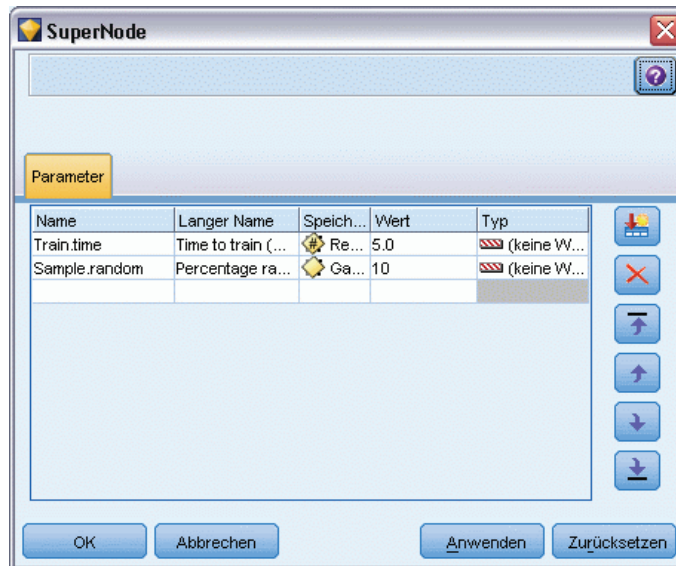 SuperNode
Parameter
Name Langer Name Speich... Wert Typ
Train.time Time to train (... Re... 5.0 (keine W...
Sample.random Percentage ra... Ga... 10 (keine W...
OK Abbrechen Anwenden Zurücksetzen